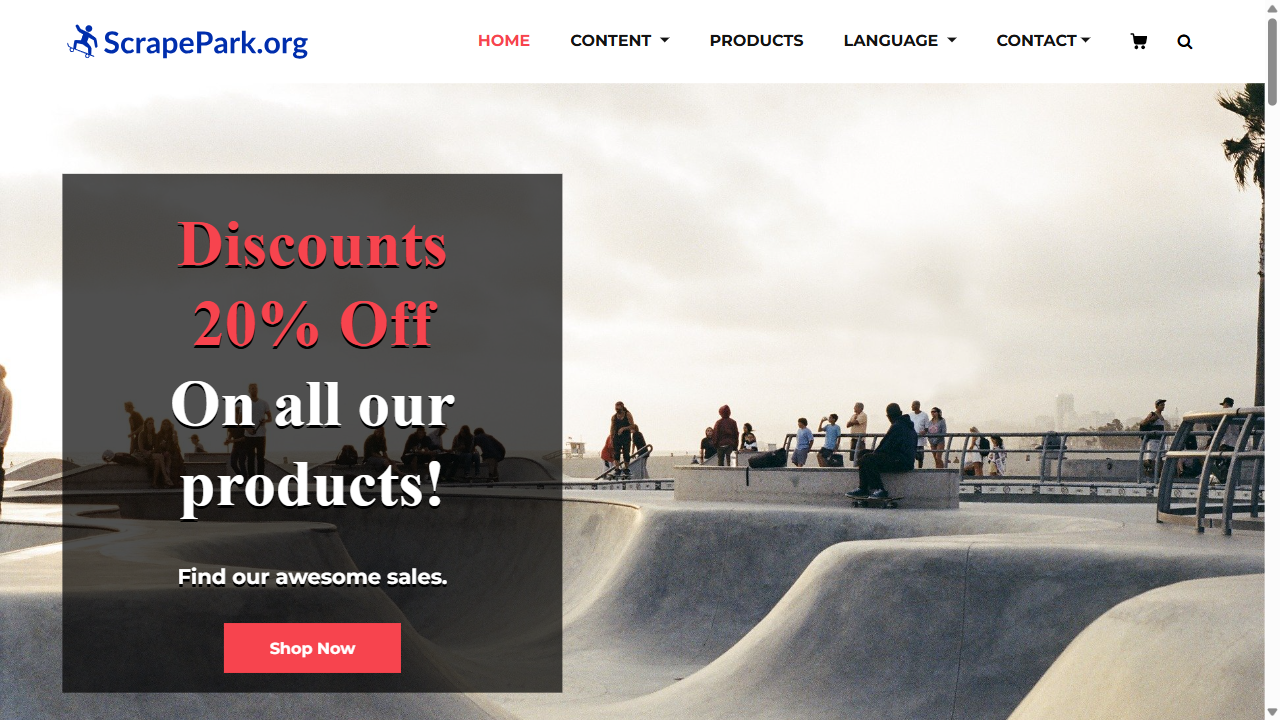 ScrapePark.org
HOME CONTENT PRODUCTS LANGUAGE CONTACT
Discounts
20% Off
On all our
products!
Find our awesome sales.
Shop Now